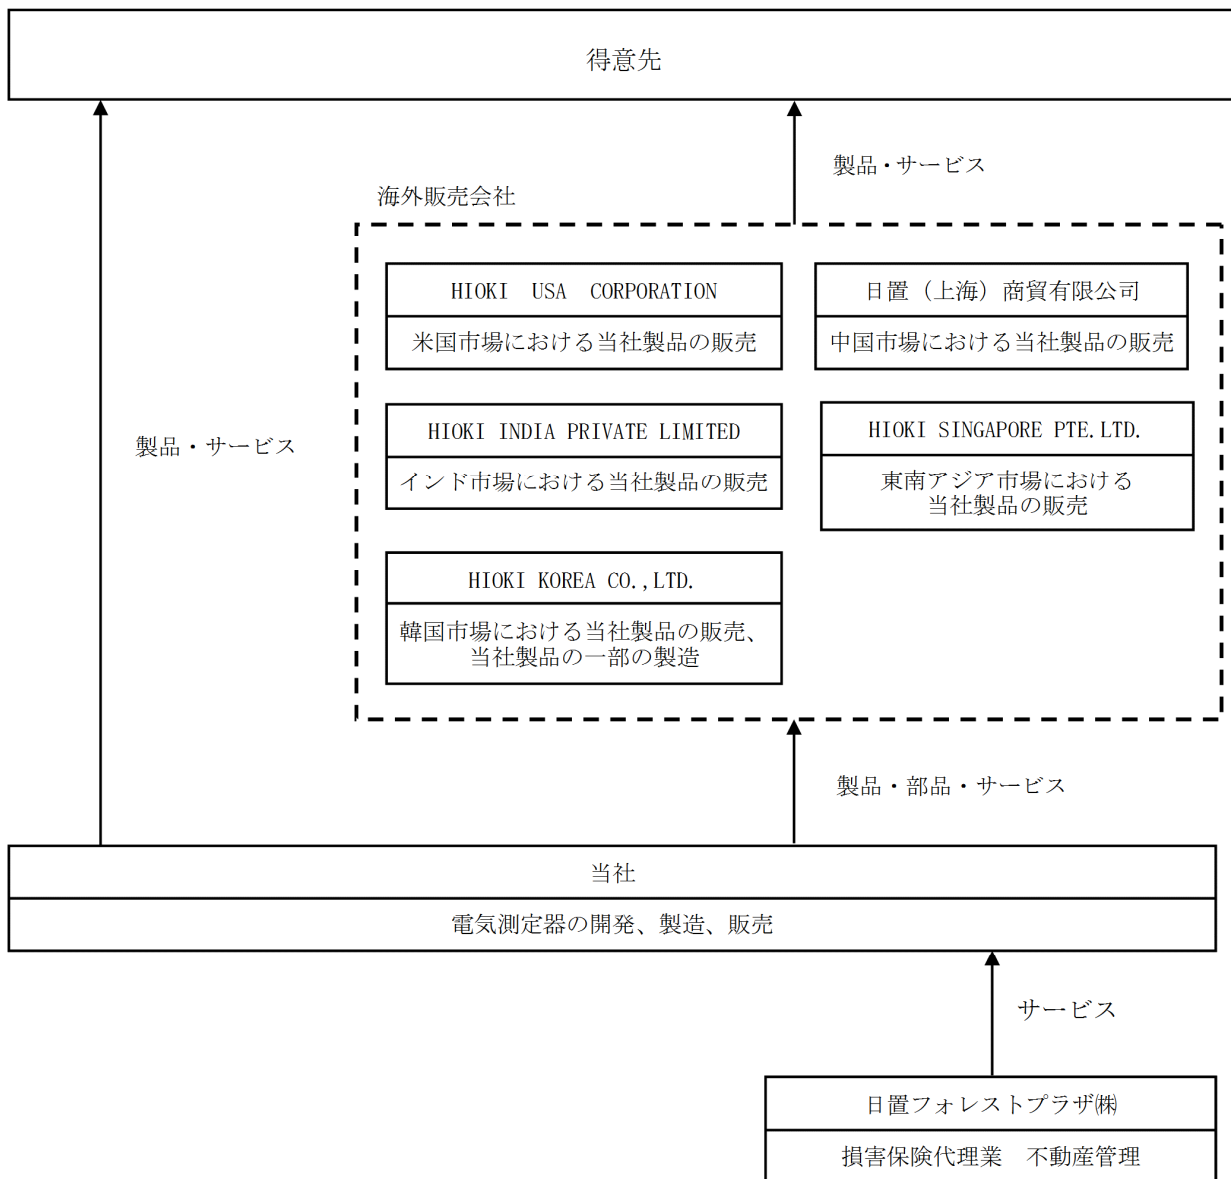 得意先
製品・サービス
海外販売会社
HIOKI USA CORPORATION
米国市場における当社製品の販売
日置（上海）商貿有限公司
中国市場における当社製品の販売
製品・サービス
HIOKI INDIA PRIVATE LIMITED
インド市場における当社製品の販売
HIOKI SINGAPORE PTE.LTD.
東南アジア市場における
当社製品の販売
HIOKI KOREA CO.,LTD.
韓国市場における当社製品の販売、
当社製品の一部の製造
製品・部品・サービス
当社
電気測定器の開発、製造、販売
サービス
日置フォレストプラザ㈱
損害保険代理業　不動産管理